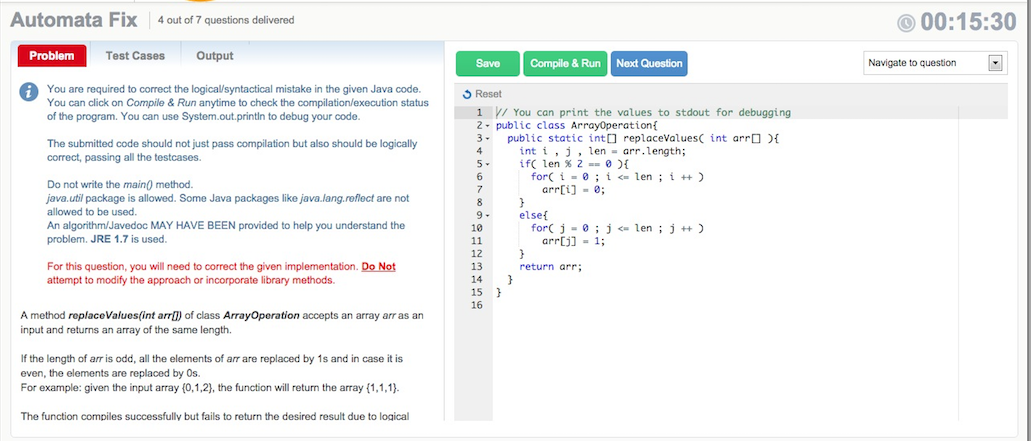 Automata Fix
4 out of 7 questions delivered
00:15:30
Problem
Test Cases
Output
You are required to correct the logical/syntactical mistake in the given Java code.
You can click on Compile & Run anytime to check the compilation/execution status
of the program. You can use System.out.println to debug your code.
The submitted code should not just pass compilation but also should be logically
correct, passing all the testcases.
Do not write the main() method.
java.util package is allowed. Some Java packages like java.lang.reflect are not
allowed to be used.
An algorithm/Javedoc MAY HAVE BEEN provided to help you understand the
problem. JRE 1.7 is used.
For this question, you will need to correct the given implementation. Do Not
attempt to modify the approach or incorporate library methods.
A method replaceValues(int arr[]) of class ArrayOperation accepts an array arr as an
input and returns an array of the same length.
If the length of arr is odd, all the elements of arr are replaced by 1s and in case it is
even, the elements are replaced by 0s.
For example: given the input array {0,1,2}, the function will return the array {1,1,1}.
The function compiles successfully but fails to return the desired result due to logical
Save
Compile & Run
Next Question
Navigate to question
Reset
1 // You can print the values to stdout for debugging
2 public class ArrayOperation{
3 public static int[] replaceValues( int arr[] ){
4 int i , j , len = arr.length;
5 if( len % 2 == 0 ){
6 for( i = 0 ; i <= len ; i ++ )
7 arr[i] = 0;
8 }
9 else{
10 for( j = 0 ; j <= len ; j ++ )
11 arr[j] = 1;
12 }
13 return arr;
14 }
15 }
16